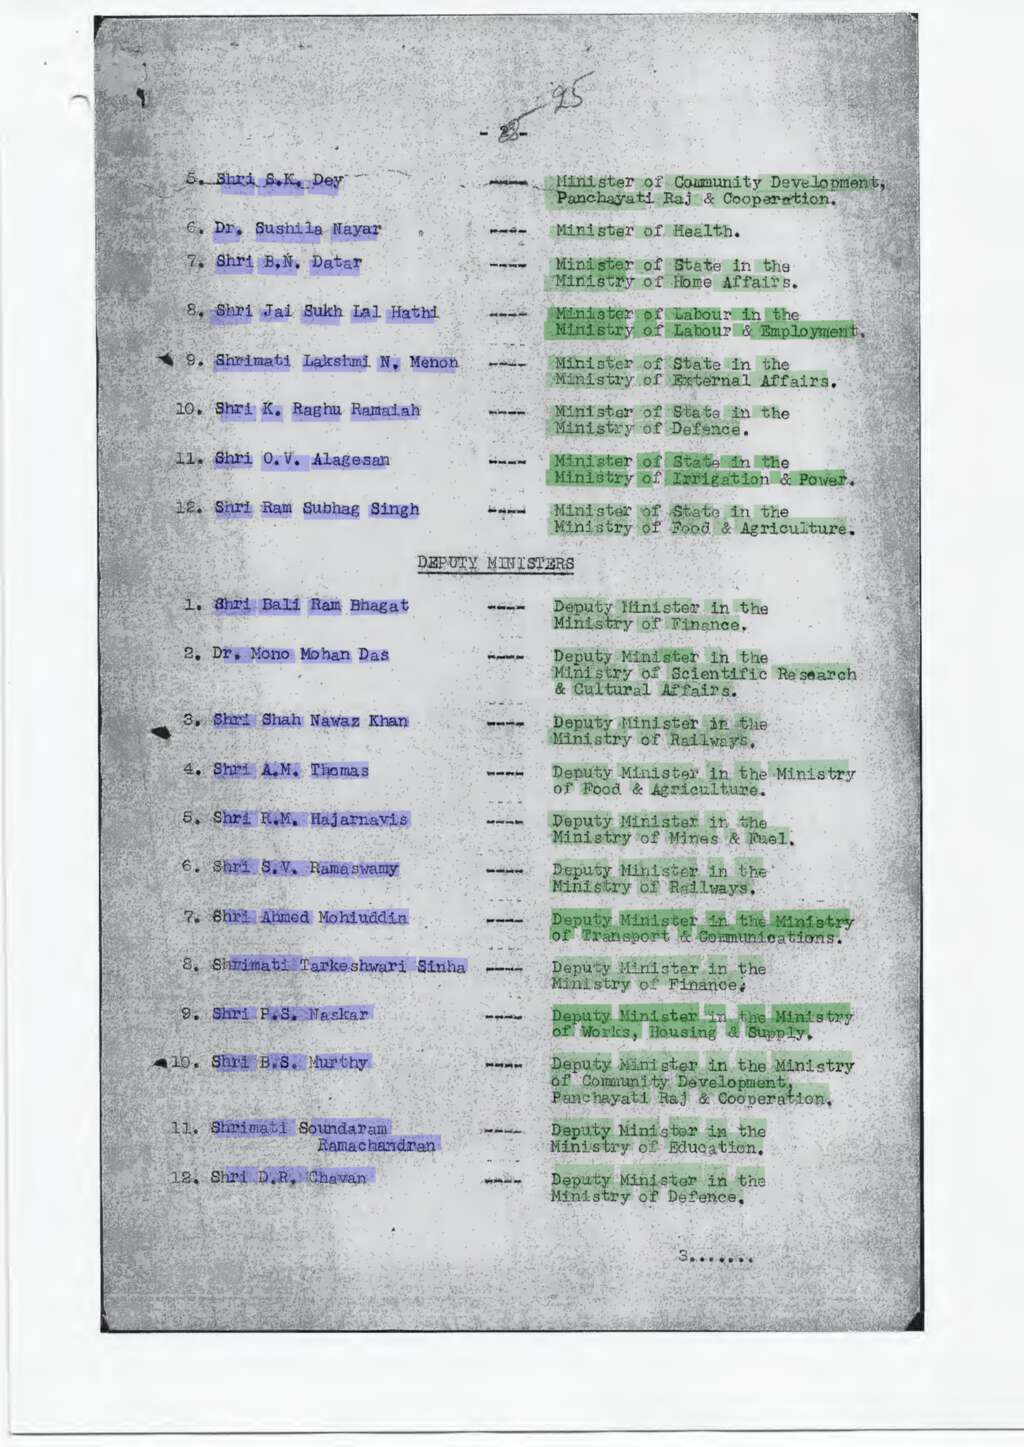 95
- 2 -
5. Shri S.K. Dey ---- Minister of Community Development,
Panchayati Raj & Cooperation.
6. Dr. Sushila Nayar ---- Minister of Health.
7. Shri B.N. Datar ---- Minister of State in the
Ministry of Home Affairs.
8. Shri Jai Sukh Lal Hathi ---- Minister of Labour in the
Ministry of Labour & Employment.
9. Shrimati Lakshmi N. Menon ---- Minister of State in the
Ministry of External Affairs.
10. Shri K. Raghu Ramaiah ---- Minister of State in the
Ministry of Defence.
11. Shri O.V. Alagesan ---- Minister of State in the
Ministry of Irrigation & Power.
12. Shri Ram Subhag Singh ---- Minister of State in the
Ministry of Food & Agriculture.
DEPUTY MINISTERS
1. Shri Bali Ram Bhagat ---- Deputy Minister in the
Ministry of Finance.
2. Dr. Mono Mohan Das ---- Deputy Minister in the
Ministry of Scientific Research
& Cultural Affairs.
3. Shri Shah Nawaz Khan ---- Deputy Minister in the
Ministry of Railways.
4. Shri A.M. Thomas ---- Deputy Minister in the Ministry
of Food & Agriculture.
5. Shri R.M. Hajarnavis ---- Deputy Minister in the
Ministry of Mines & Fuel.
6. Shri S.V. Ramaswamy ---- Deputy Minister in the
Ministry of Railways.
7. Shri Ahmed Mohiuddin ---- Deputy Minister in the Ministry
of Transport & Communications.
8. Shrimati Tarkeshwari Sinha ---- Deputy Minister in the
Ministry of Finance.
9. Shri P.S. Naskar ---- Deputy Minister in the Ministry
of Works, Housing & Supply.
10. Shri B.S. Murthy ---- Deputy Minister in the Ministry
of Community Development,
Panchayati Raj & Cooperation.
11. Shrimati Soundaram ---- Deputy Minister in the
Ramachandran Ministry of Education.
12. Shri D.R. Chavan ---- Deputy Minister in the
Ministry of Defence.
3.......